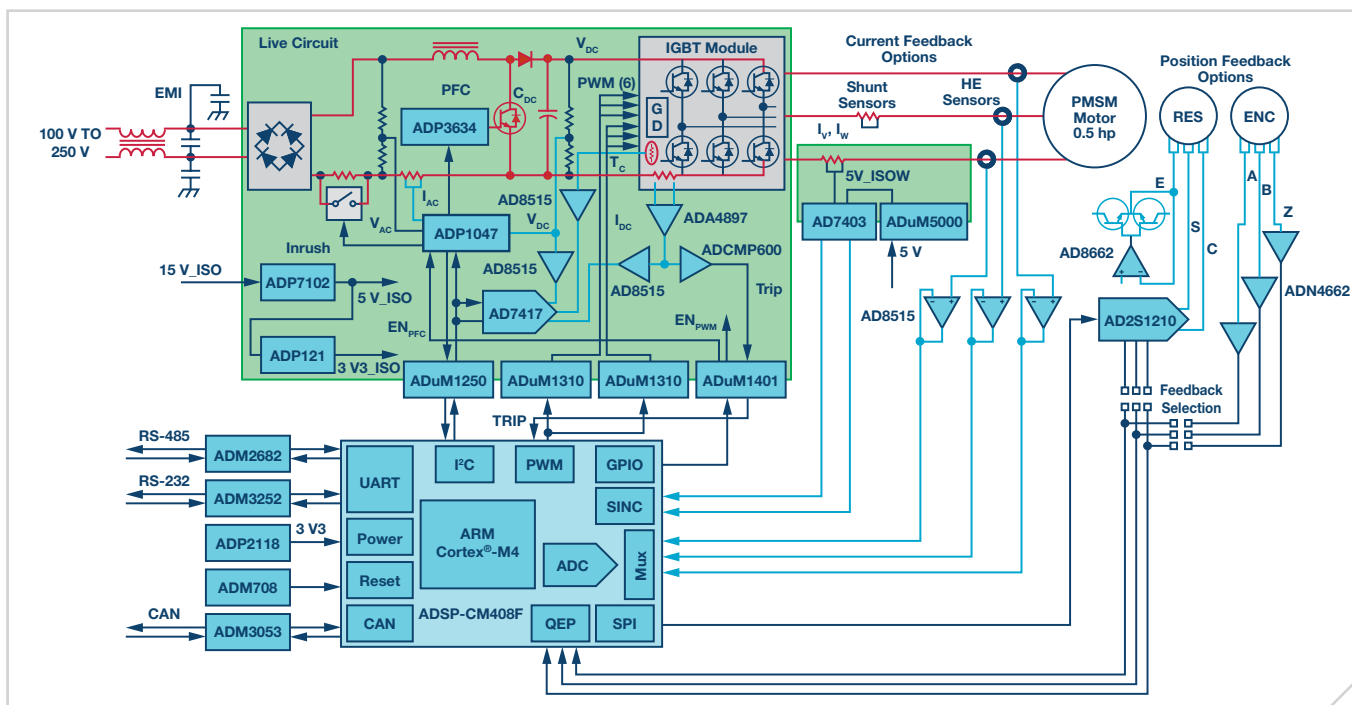 Live Circuit
EMI
100 V TO
250 V
PFC
ADP3634
C_DC
V_DC
PWM (6)
IGBT Module
G
D
T_C
Current Feedback
Options
Shunt
Sensors
HE
Sensors
I_V, I_W
PMSM
Motor
0.5 hp
Position Feedback
Options
RES
ENC
I_AC
V_AC
Inrush
ADP1047
V_DC
AD8515
I_DC
ADA4897
AD8515
AD8515
ADCMP600
Trip
5V_ISOW
AD7403
ADuM5000
5 V
E
S
C
A
B
Z
AD8662
ADN4662
15 V_ISO
ADP7102
5 V_ISO
AD7417
EN_PFC
EN_PWM
AD8515
AD2S1210
ADP121
3 V3_ISO
ADuM1250
ADuM1310
ADuM1310
ADuM1401
Feedback
Selection
TRIP
RS-485
ADM2682
UART
I²C
PWM
GPIO
RS-232
ADM3252
SINC
ADP2118
3 V3
Power
ARM
Cortex®-M4
ADC
Mux
ADM708
Reset
CAN
ADM3053
CAN
ADSP-CM408F
QEP
SPI